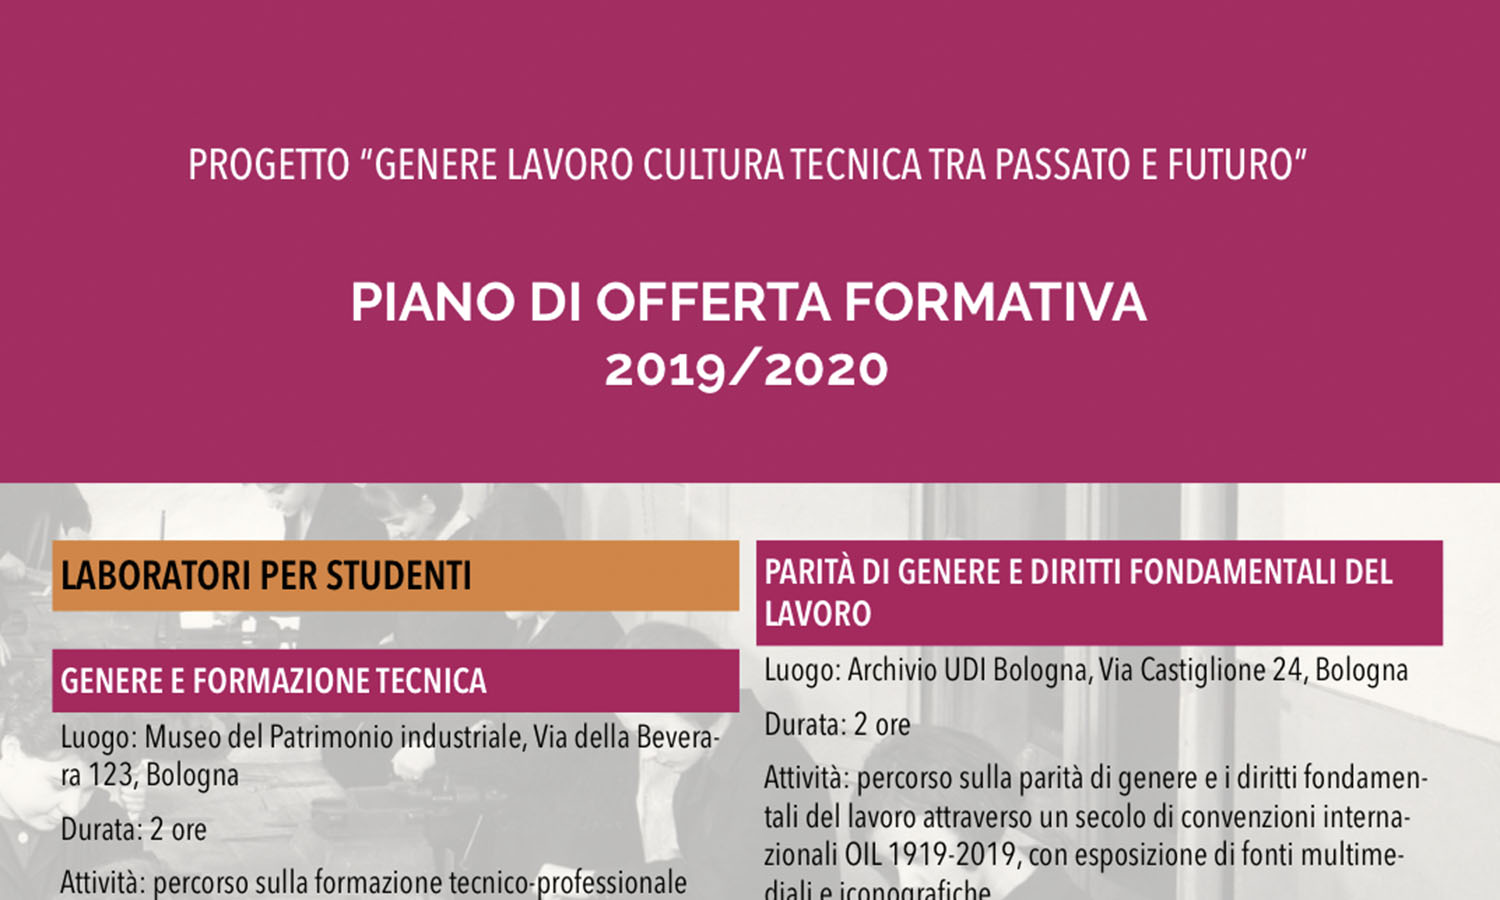 PROGETTO “GENERE LAVORO CULTURA TECNICA TRA PASSATO E FUTURO”
PIANO DI OFFERTA FORMATIVA
2019/2020
LABORATORI PER STUDENTI
GENERE E FORMAZIONE TECNICA
Luogo: Museo del Patrimonio industriale, Via della Bevera-
ra 123, Bologna
Durata: 2 ore
Attività: percorso sulla formazione tecnico-professionale
PARITÀ DI GENERE E DIRITTI FONDAMENTALI DEL
LAVORO
Luogo: Archivio UDI Bologna, Via Castiglione 24, Bologna
Durata: 2 ore
Attività: percorso sulla parità di genere e i diritti fondamen-
tali del lavoro attraverso un secolo di convenzioni interna-
zionali OIL 1919-2019, con esposizione di fonti multime-
diali e iconografiche